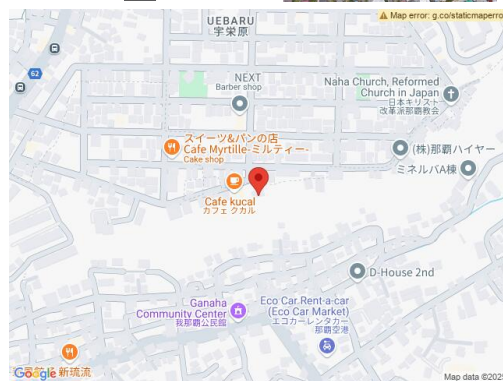 Map error: g.co/staticmaperro
UEBARU
宇栄原
62
NEXT
Barber shop
Naha Church, Reformed
Church in Japan
日本キリスト
改革派那覇教会
スイーツ&パンの店
Cafe Myrtille-ミルティー-
Cake shop
(株)那覇ハイヤー
ミネルバA棟
Cafe kucal
カフェ クカル
D-House 2nd
Ganaha
Community Center
我那覇公民館
Eco Car Rent-a-car
(Eco Car Market)
エコカーレンタカー
那覇空港
新琉流
Google
Map data ©202